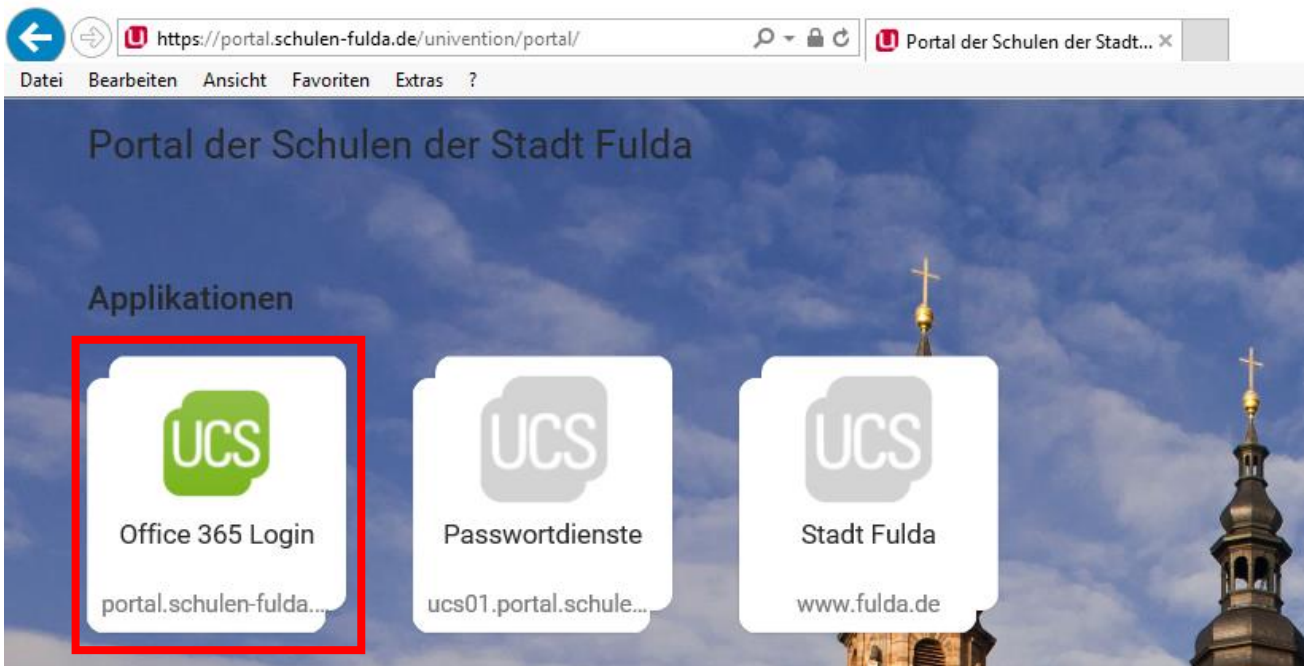 https://portal.schulen-fulda.de/univention/portal/
Portal der Schulen der Stadt...
Datei Bearbeiten Ansicht Favoriten Extras ?
Portal der Schulen der Stadt Fulda
Applikationen
UCS UCS UCS
Office 365 Login Passwortdienste Stadt Fulda
portal.schulen-fulda.... ucs01.portal.schule... www.fulda.de